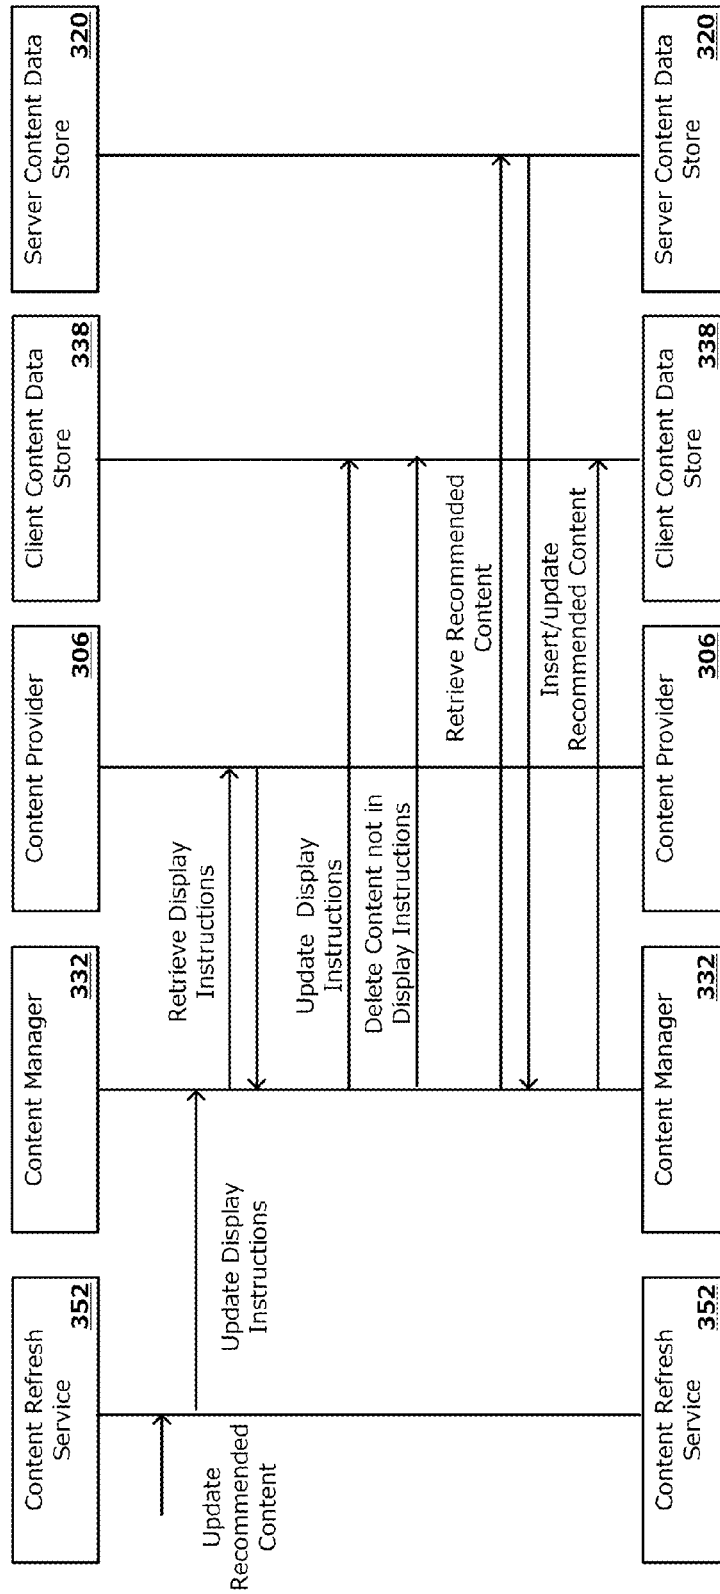 Content Refresh
Service
352
Content Manager
332
Content Provider
306
Client Content Data
Store
338
Server Content Data
Store
320
Update
Recommended
Content
Update Display
Instructions
Retrieve Display
Instructions
Update Display
Instructions
Delete Content not in
Display Instructions
Retrieve Recommended
Content
Insert/update
Recommended Content
Content Refresh
Service
352
Content Manager
332
Content Provider
306
Client Content Data
Store
338
Server Content Data
Store
320